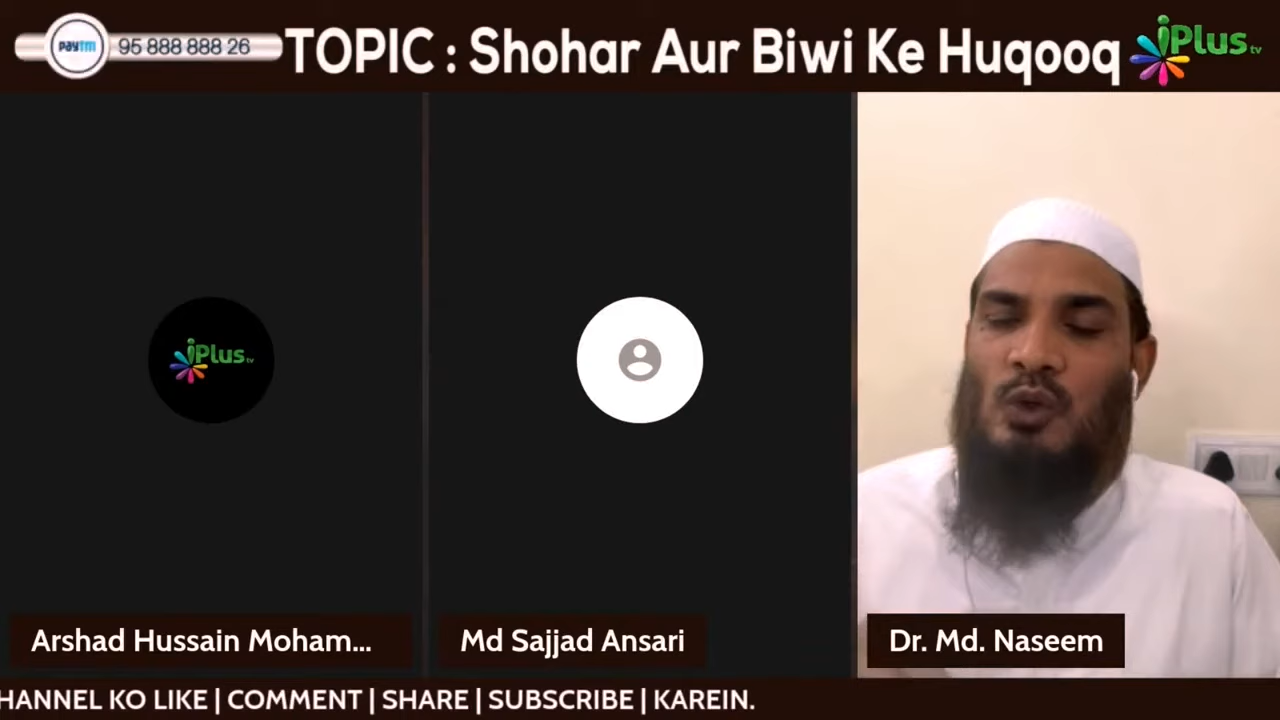 paytm 95 888 888 26 TOPIC : Shohar Aur Biwi Ke Huqooq iPlus tv
iPlus tv
Arshad Hussain Moham... Md Sajjad Ansari Dr. Md. Naseem
HANNEL KO LIKE | COMMENT | SHARE | SUBSCRIBE | KAREIN.